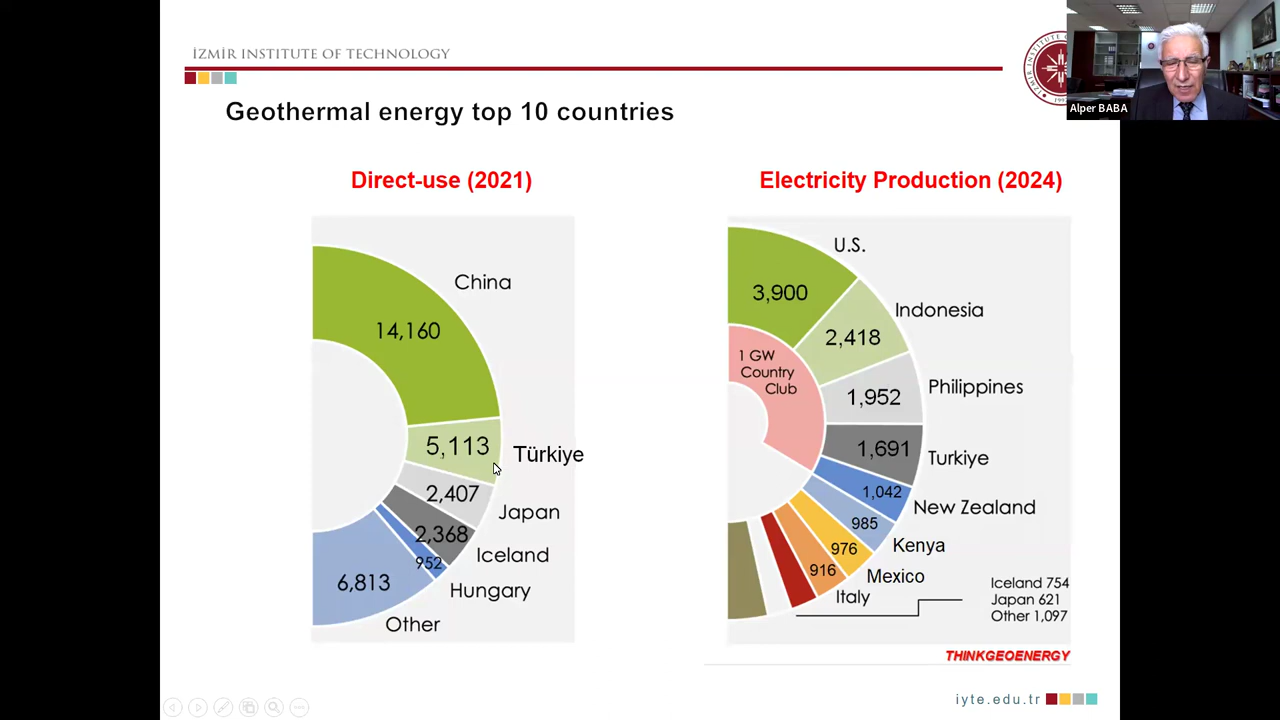 İZMİR INSTITUTE OF TECHNOLOGY
Alper BABA
Geothermal energy top 10 countries
Direct-use (2021)
China
14,160
5,113
Türkiye
2,407
Japan
2,368
Iceland
952
Hungary
6,813
Other
Electricity Production (2024)
U.S.
3,900
Indonesia
2,418
1 GW
Country
Club
Philippines
1,952
1,691
Turkiye
1,042
New Zealand
985
Kenya
976
Mexico
916
Italy
Iceland 754
Japan 621
Other 1,097
THINKGEOENERGY
iyte.edu.tr